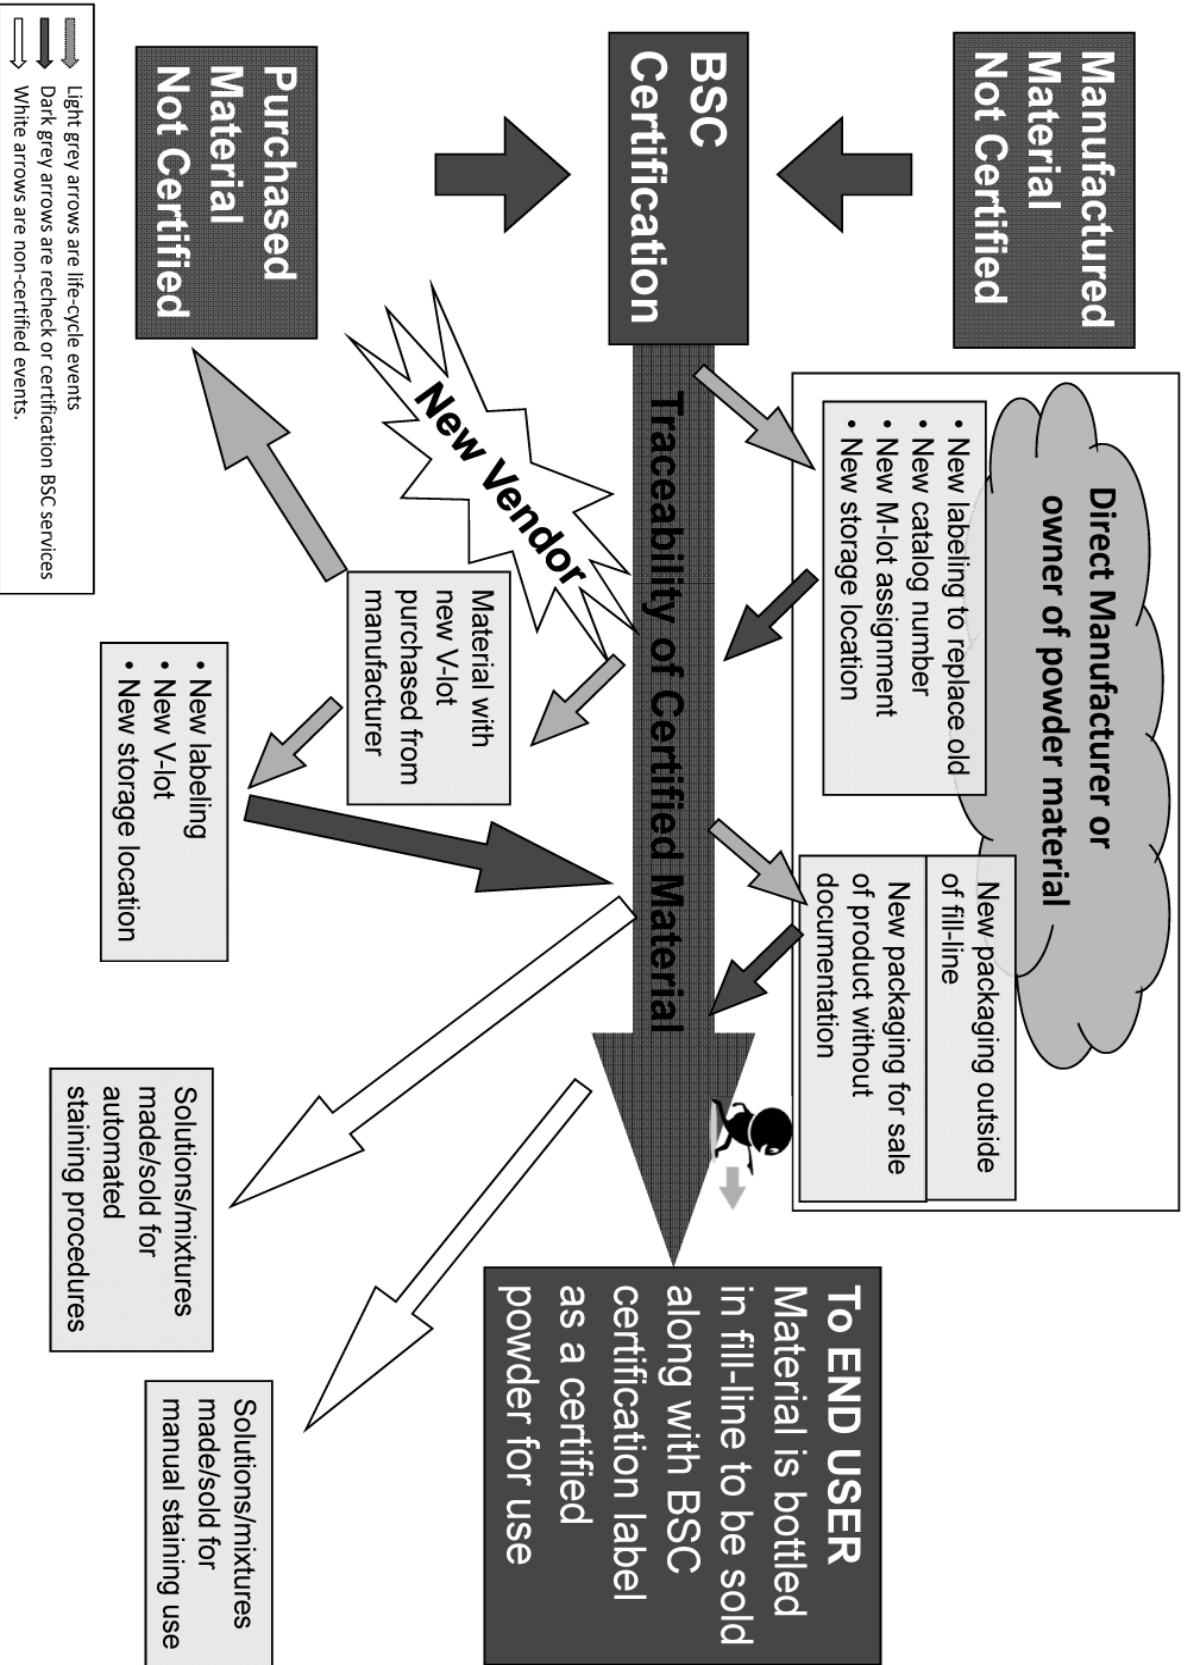 Manufactured
Material
Not Certified
BSC
Certification
Purchased
Material
Not Certified
Direct Manufacturer or
owner of powder material
• New labeling to replace old
• New catalog number
• New M-lot assignment
• New storage location
New packaging outside
of fill-line
New packaging for sale
of product without
documentation
Traceability of Certified Material
New Vendor
Material with
new V-lot
purchased from
manufacturer
• New labeling
• New V-lot
• New storage location
To END USER
Material is bottled
in fill-line to be sold
along with BSC
certification label
as a certified
powder for use
Solutions/mixtures
made/sold for
automated
staining procedures
Solutions/mixtures
made/sold for
manual staining use
Light grey arrows are life-cycle events
Dark grey arrows are recheck or certification BSC services
White arrows are non-certified events.